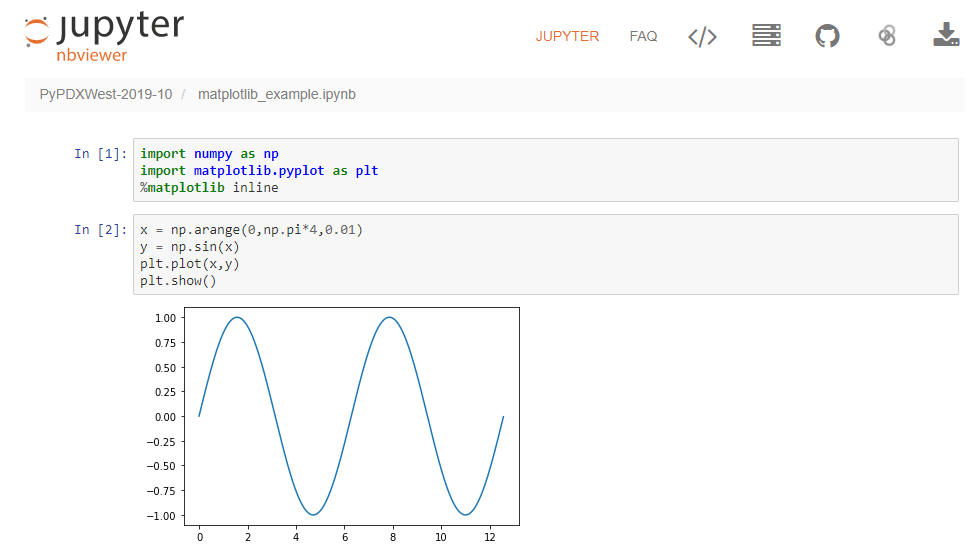 jupyter
nbviewer
JUPYTER FAQ </>
PyPDXWest-2019-10 / matplotlib_example.ipynb
In [1]: import numpy as np
import matplotlib.pyplot as plt
%matplotlib inline
In [2]: x = np.arange(0,np.pi*4,0.01)
y = np.sin(x)
plt.plot(x,y)
plt.show()
1.00
0.75
0.50
0.25
0.00
−0.25
−0.50
−0.75
−1.00
0 2 4 6 8 10 12